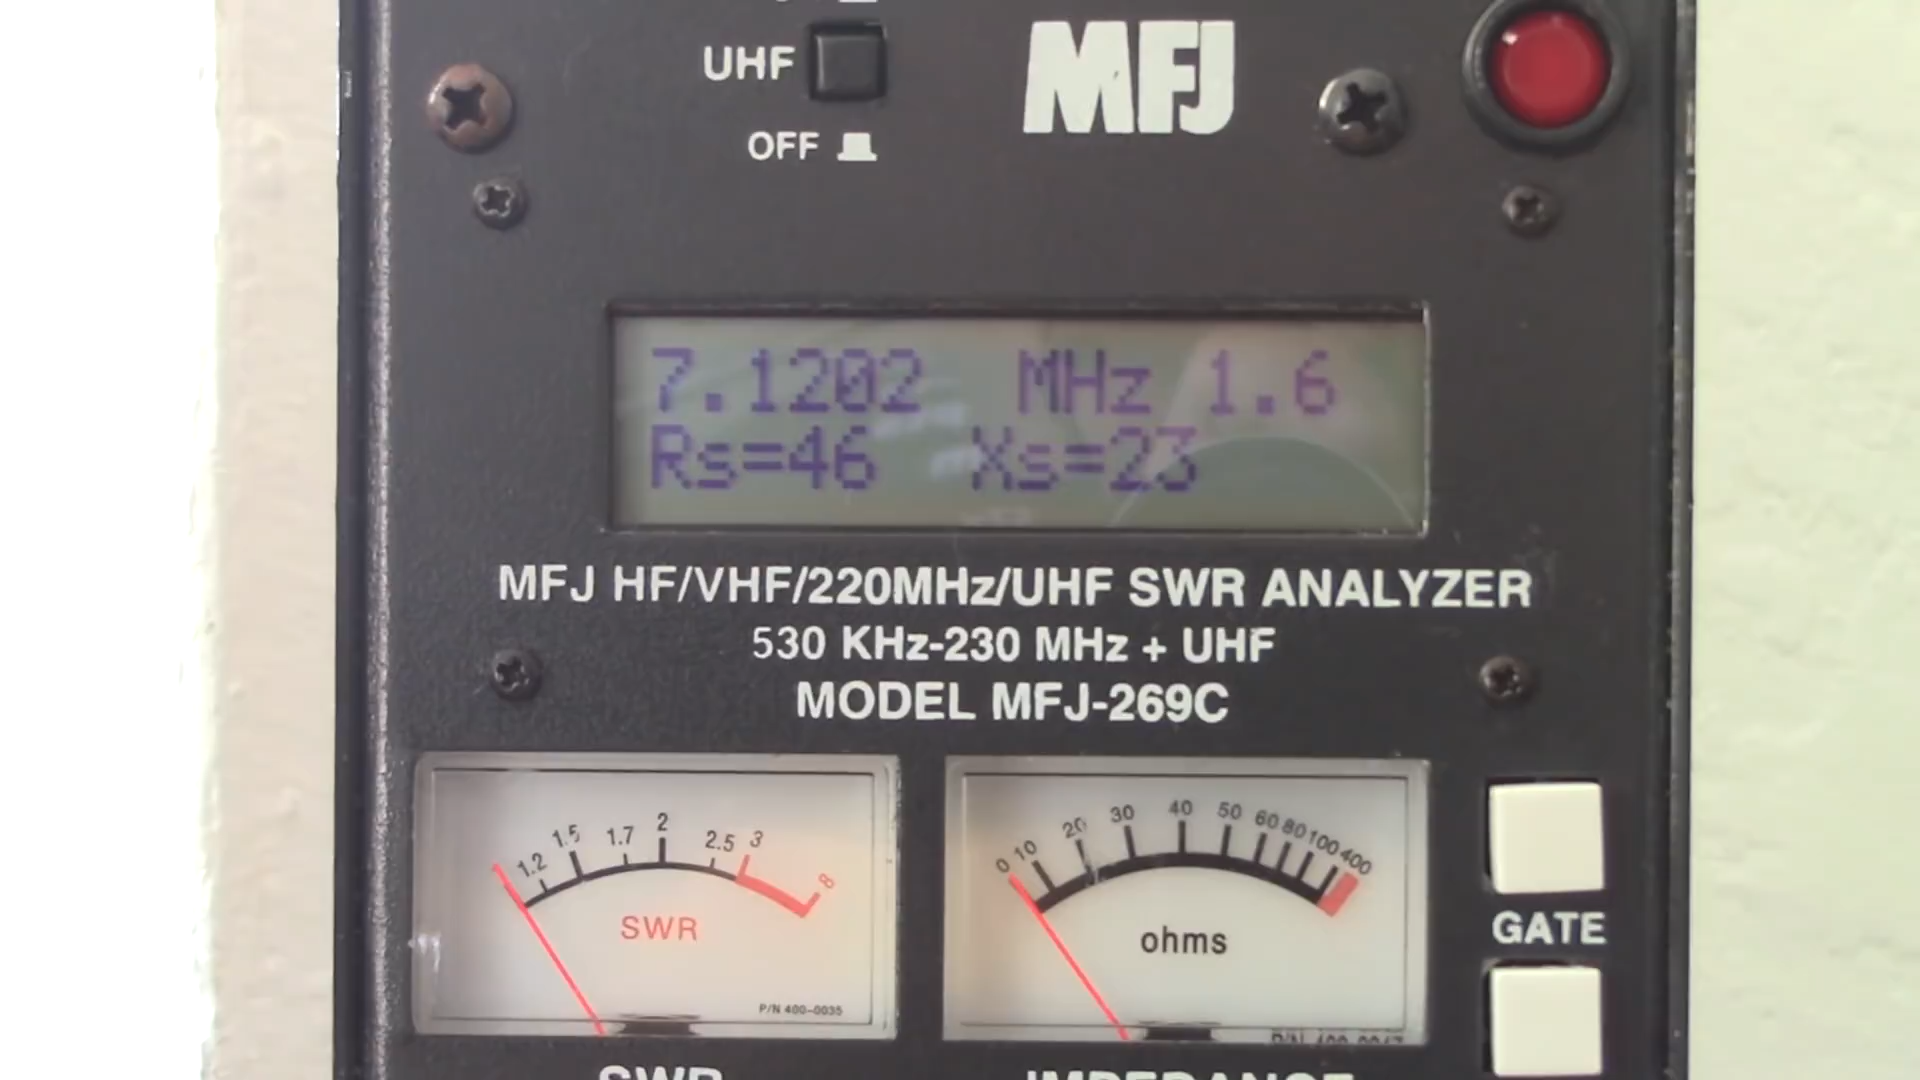 UHF
MFJ
OFF
7.1202 MHz 1.6
Rs=46 Xs=23
MFJ HF/VHF/220MHz/UHF SWR ANALYZER
530 KHz-230 MHz + UHF
MODEL MFJ-269C
1.2 1.5 1.7 2 2.5 3 8
SWR
P/N 400-0035
0 10 20 30 40 50 60 80 100 400
ohms
GATE
SWR
IMPEDANCE